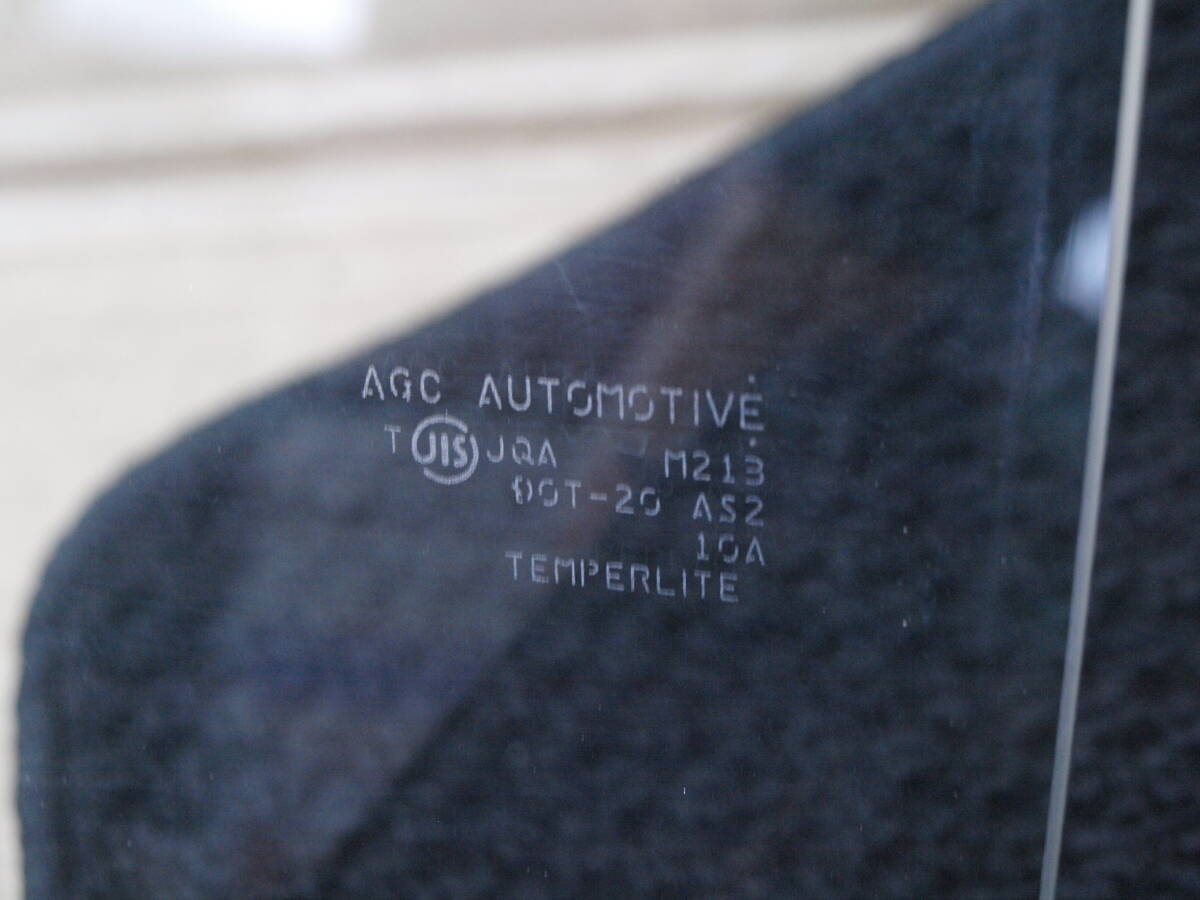 AGC AUTOMOTIVE
T JIS JQA M213
DOT-20 AS2
10A
TEMPERLITE